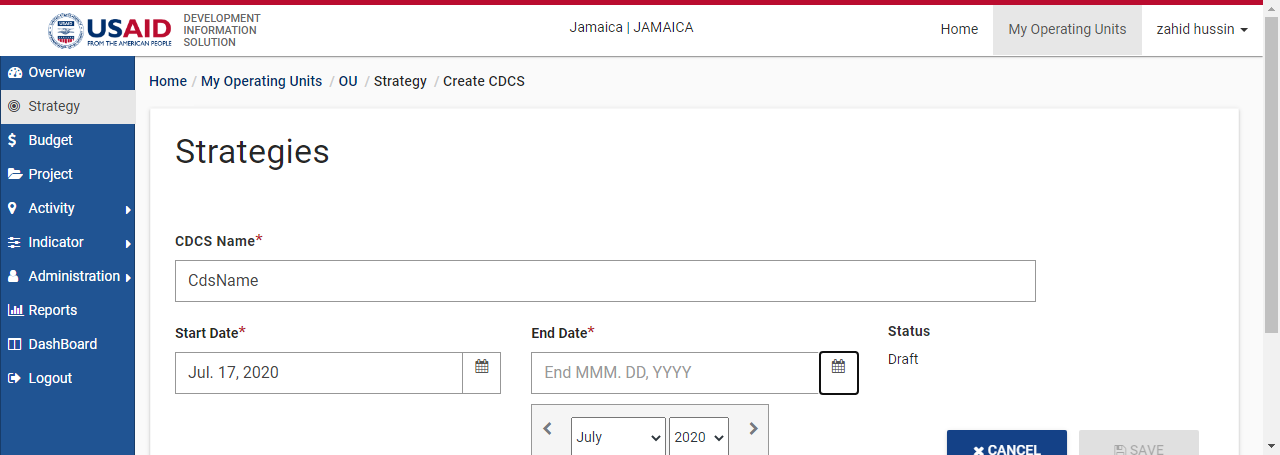 USAID
FROM THE AMERICAN PEOPLE
DEVELOPMENT
INFORMATION
SOLUTION
Jamaica | JAMAICA
Home
My Operating Units
zahid hussin
Overview
Strategy
Budget
Project
Activity
Indicator
Administration
Reports
DashBoard
Logout
Home / My Operating Units / OU / Strategy / Create CDCS
Strategies
CDCS Name*
CdsName
Start Date*
End Date*
Status
Jul. 17, 2020
End MMM. DD, YYYY
Draft
July
2020
CANCEL
SAVE